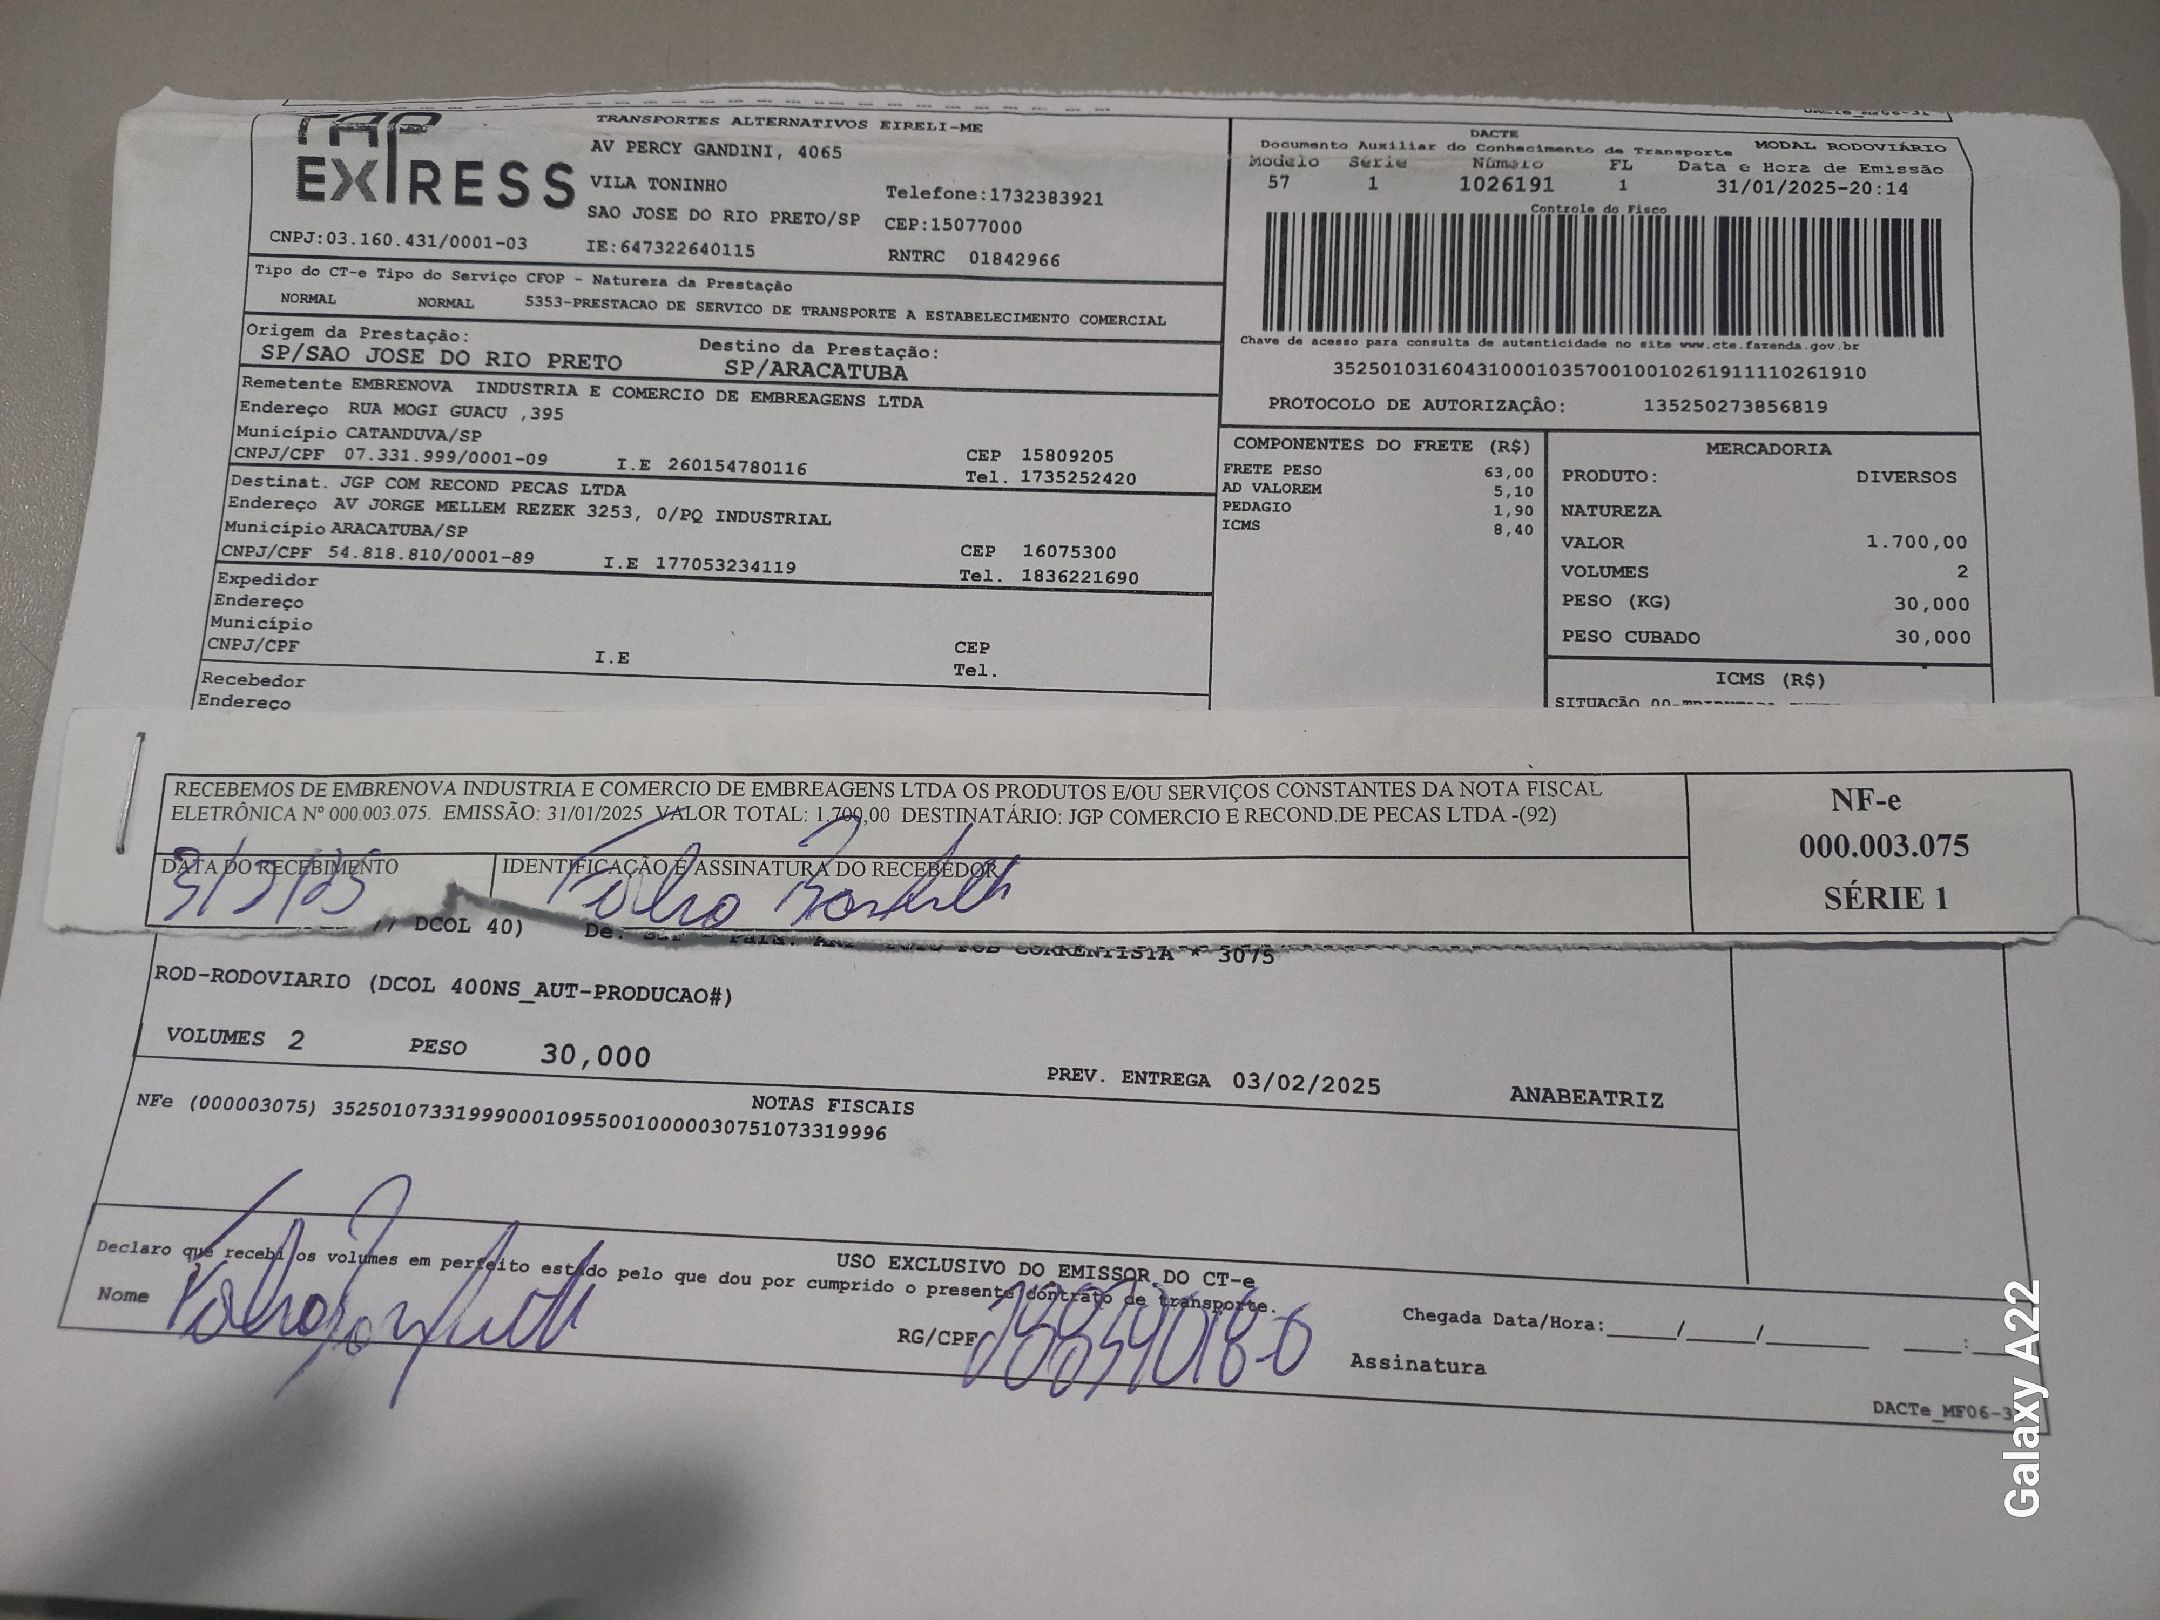 TAP
EXPRESS
TRANSPORTES ALTERNATIVOS EIRELI-ME
AV PERCY GANDINI, 4065
VILA TONINHO Telefone:1732383921
SAO JOSE DO RIO PRETO/SP CEP:15077000
CNPJ:03.160.431/0001-03 IE:647322640115 RNTRC 01842966
DACTE
Documento Auxiliar do Conhecimento de Transporte MODAL RODOVIÁRIO
Modelo Série Número FL Data e Hora de Emissão
57 1 1026191 1 31/01/2025-20:14
Controle do Fisco
Chave de acesso para consulta de autenticidade no site www.cte.fazenda.gov.br
35250103160431000103570010010261911110261910
PROTOCOLO DE AUTORIZAÇÃO: 135250273856819
Tipo do CT-e Tipo do Serviço CFOP - Natureza da Prestação
NORMAL NORMAL 5353-PRESTACAO DE SERVICO DE TRANSPORTE A ESTABELECIMENTO COMERCIAL
Origem da Prestação: Destino da Prestação:
SP/SAO JOSE DO RIO PRETO SP/ARACATUBA
Remetente EMBRENOVA INDUSTRIA E COMERCIO DE EMBREAGENS LTDA
Endereço RUA MOGI GUACU ,395
Município CATANDUVA/SP CEP 15809205
CNPJ/CPF 07.331.999/0001-09 I.E 260154780116 Tel. 1735252420
Destinat. JGP COM RECOND PECAS LTDA
Endereço AV JORGE MELLEM REZEK 3253, 0/PQ INDUSTRIAL
Município ARACATUBA/SP CEP 16075300
CNPJ/CPF 54.818.810/0001-89 I.E 177053234119 Tel. 1836221690
Expedidor
Endereço
Município CEP
CNPJ/CPF I.E Tel.
Recebedor
Endereço
COMPONENTES DO FRETE (R$)
FRETE PESO 63,00
AD VALOREM 5,10
PEDAGIO 1,90
ICMS 8,40
MERCADORIA
PRODUTO: DIVERSOS
NATUREZA
VALOR 1.700,00
VOLUMES 2
PESO (KG) 30,000
PESO CUBADO 30,000
ICMS (R$)
SITUAÇÃO
RECEBEMOS DE EMBRENOVA INDUSTRIA E COMERCIO DE EMBREAGENS LTDA OS PRODUTOS E/OU SERVIÇOS CONSTANTES DA NOTA FISCAL
ELETRÔNICA Nº 000.003.075. EMISSÃO: 31/01/2025 VALOR TOTAL: 1.700,00 DESTINATÁRIO: JGP COMERCIO E RECOND.DE PECAS LTDA -(92)
DATA DO RECEBIMENTO IDENTIFICAÇÃO E ASSINATURA DO RECEBEDOR
NF-e
000.003.075
SÉRIE 1
// DCOL 40) De: CORRENTISTA * 3075
ROD-RODOVIARIO (DCOL 400NS_AUT-PRODUCAO#)
VOLUMES 2 PESO 30,000
PREV. ENTREGA 03/02/2025 ANABEATRIZ
NOTAS FISCAIS
NFe (000003075) 35250107331999000109550010000030751073319996
USO EXCLUSIVO DO EMISSOR DO CT-e
Declaro que recebi os volumes em perfeito estado pelo que dou por cumprido o presente contrato de transporte.
Nome RG/CPF Chegada Data/Hora:_____/_____/________ ____:
Assinatura
DACTe_MF06-3
Galaxy A22